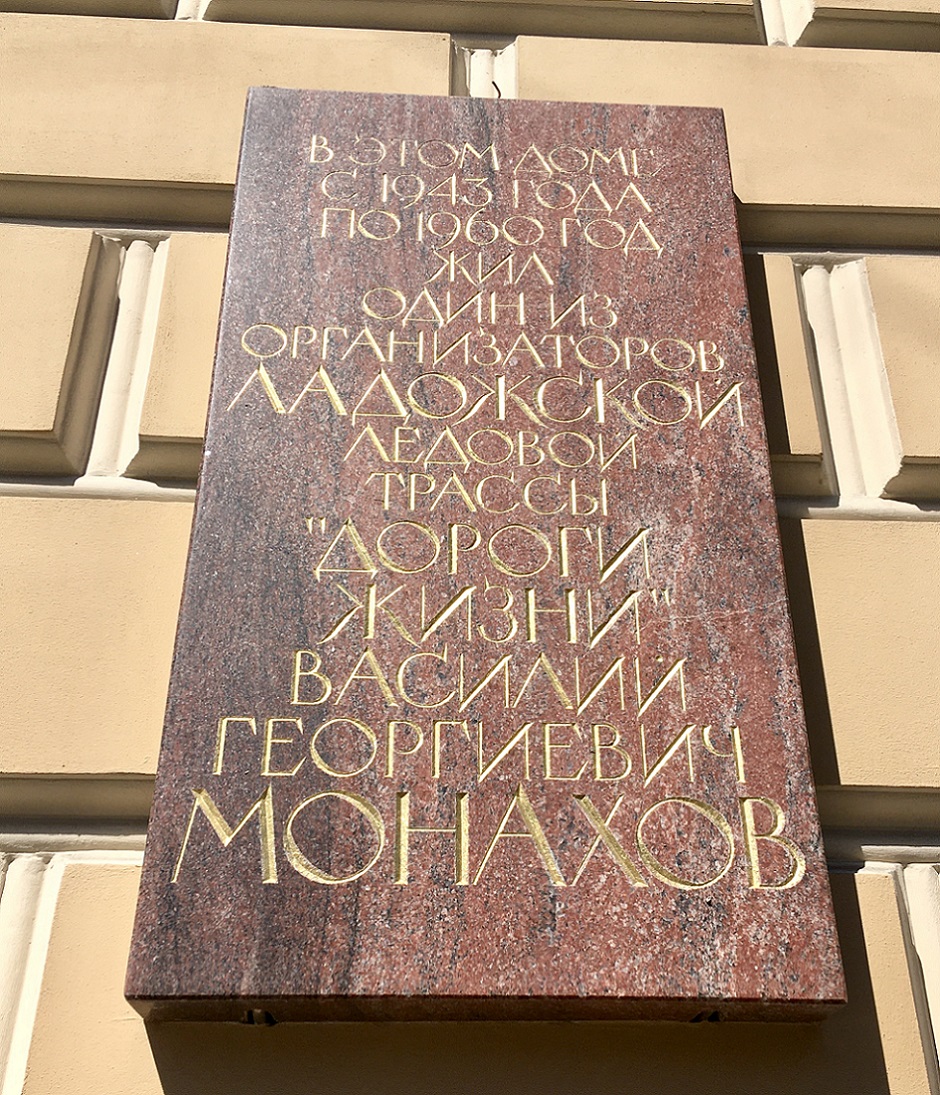 В ЭТОМ ДОМЕ
С 1943 ГОДА
ПО 1960 ГОД
ЖИЛ
ОДИН ИЗ
ОРГАНИЗАТОРОВ
ЛАДОЖСКОЙ
ЛЕДОВОЙ
ТРАССЫ
"ДОРОГИ
ЖИЗНИ"
ВАСИЛИЙ
ГЕОРГИЕВИЧ
МОНАХОВ